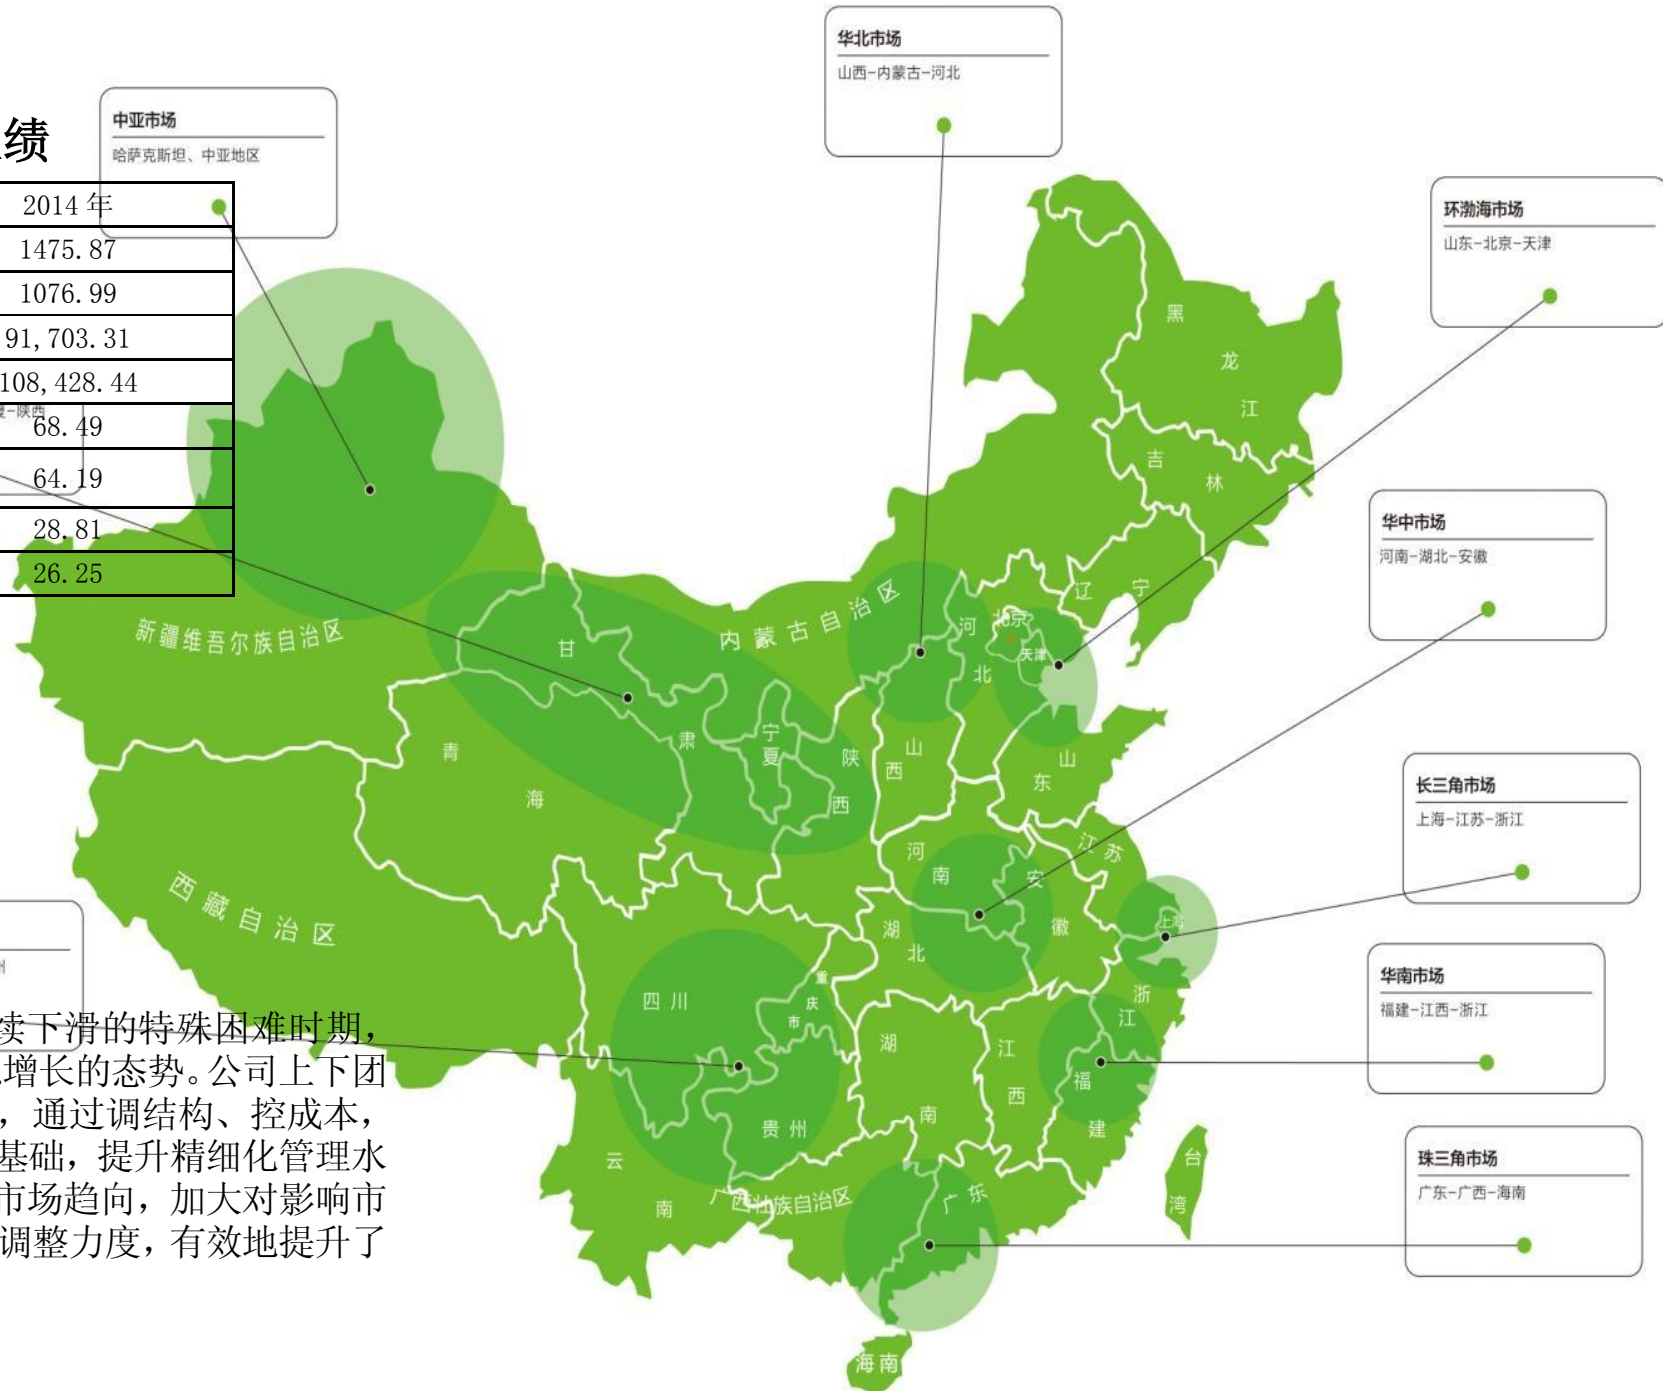 华北市场
山西-内蒙古-河北
中亚市场
哈萨克斯坦、中亚地区
绩
2014 年
1475.87
1076.99
91,703.31
108,428.44
68.49
64.19
28.81
26.25
-陕西
环渤海市场
山东-北京-天津
华中市场
河南-湖北-安徽
长三角市场
上海-江苏-浙江
华南市场
福建-江西-浙江
珠三角市场
广东-广西-海南
黑龙江
吉林
辽宁
内蒙古自治区
北京
天津
河北
新疆维吾尔族自治区
甘肃
青海
宁夏
陕西
山西
山东
河南
江苏
安徽
上海
西藏自治区
湖北
四川
重庆市
浙江
湖南
江西
福建
贵州
云南
广西壮族自治区
广东
台湾
海南
续下滑的特殊困难时期，
增长的态势。公司上下团
，通过调结构、控成本，
基础，提升精细化管理水
市场趋向，加大对影响市
调整力度，有效地提升了